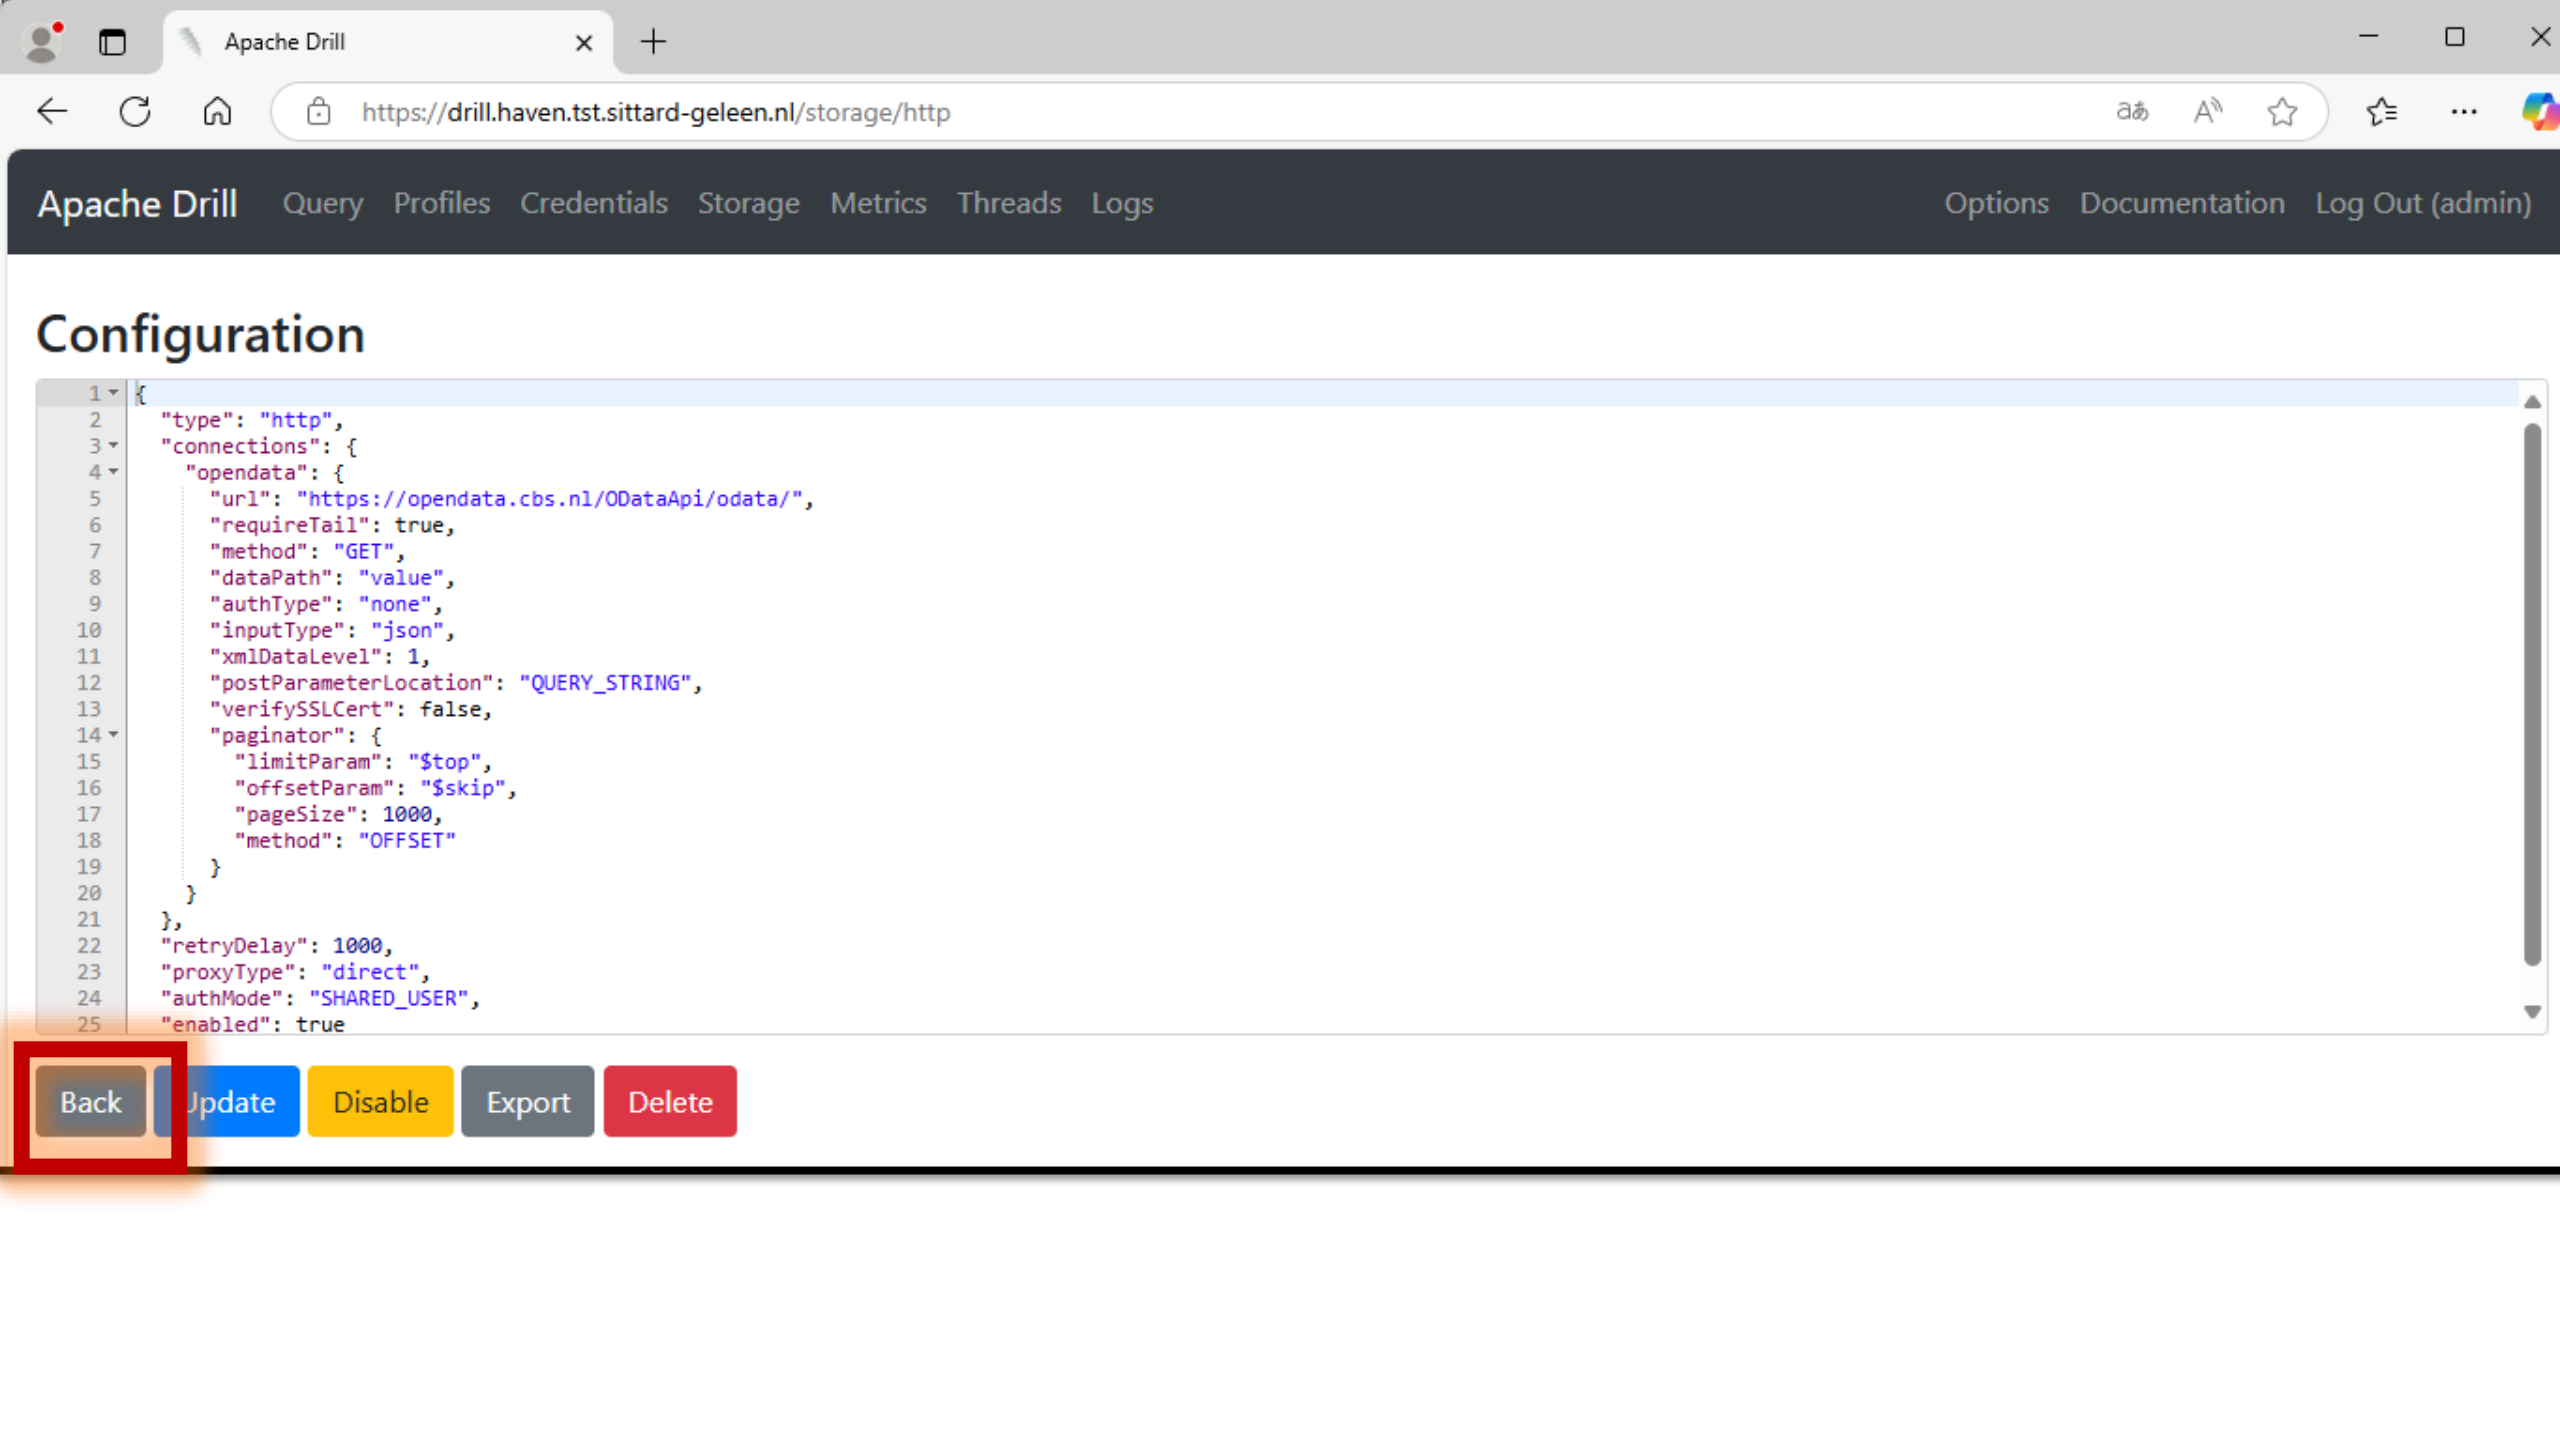 Apache Drill
https://drill.haven.tst.sittard-geleen.nl/storage/http
Apache Drill Query Profiles Credentials Storage Metrics Threads Logs Options Documentation Log Out (admin)
Configuration
1 {
2 "type": "http",
3 "connections": {
4 "opendata": {
5 "url": "https://opendata.cbs.nl/ODataApi/odata/",
6 "requireTail": true,
7 "method": "GET",
8 "dataPath": "value",
9 "authType": "none",
10 "inputType": "json",
11 "xmlDataLevel": 1,
12 "postParameterLocation": "QUERY_STRING",
13 "verifySSLCert": false,
14 "paginator": {
15 "limitParam": "$top",
16 "offsetParam": "$skip",
17 "pageSize": 1000,
18 "method": "OFFSET"
19 }
20 }
21 },
22 "retryDelay": 1000,
23 "proxyType": "direct",
24 "authMode": "SHARED_USER",
25 "enabled": true
Back Update Disable Export Delete